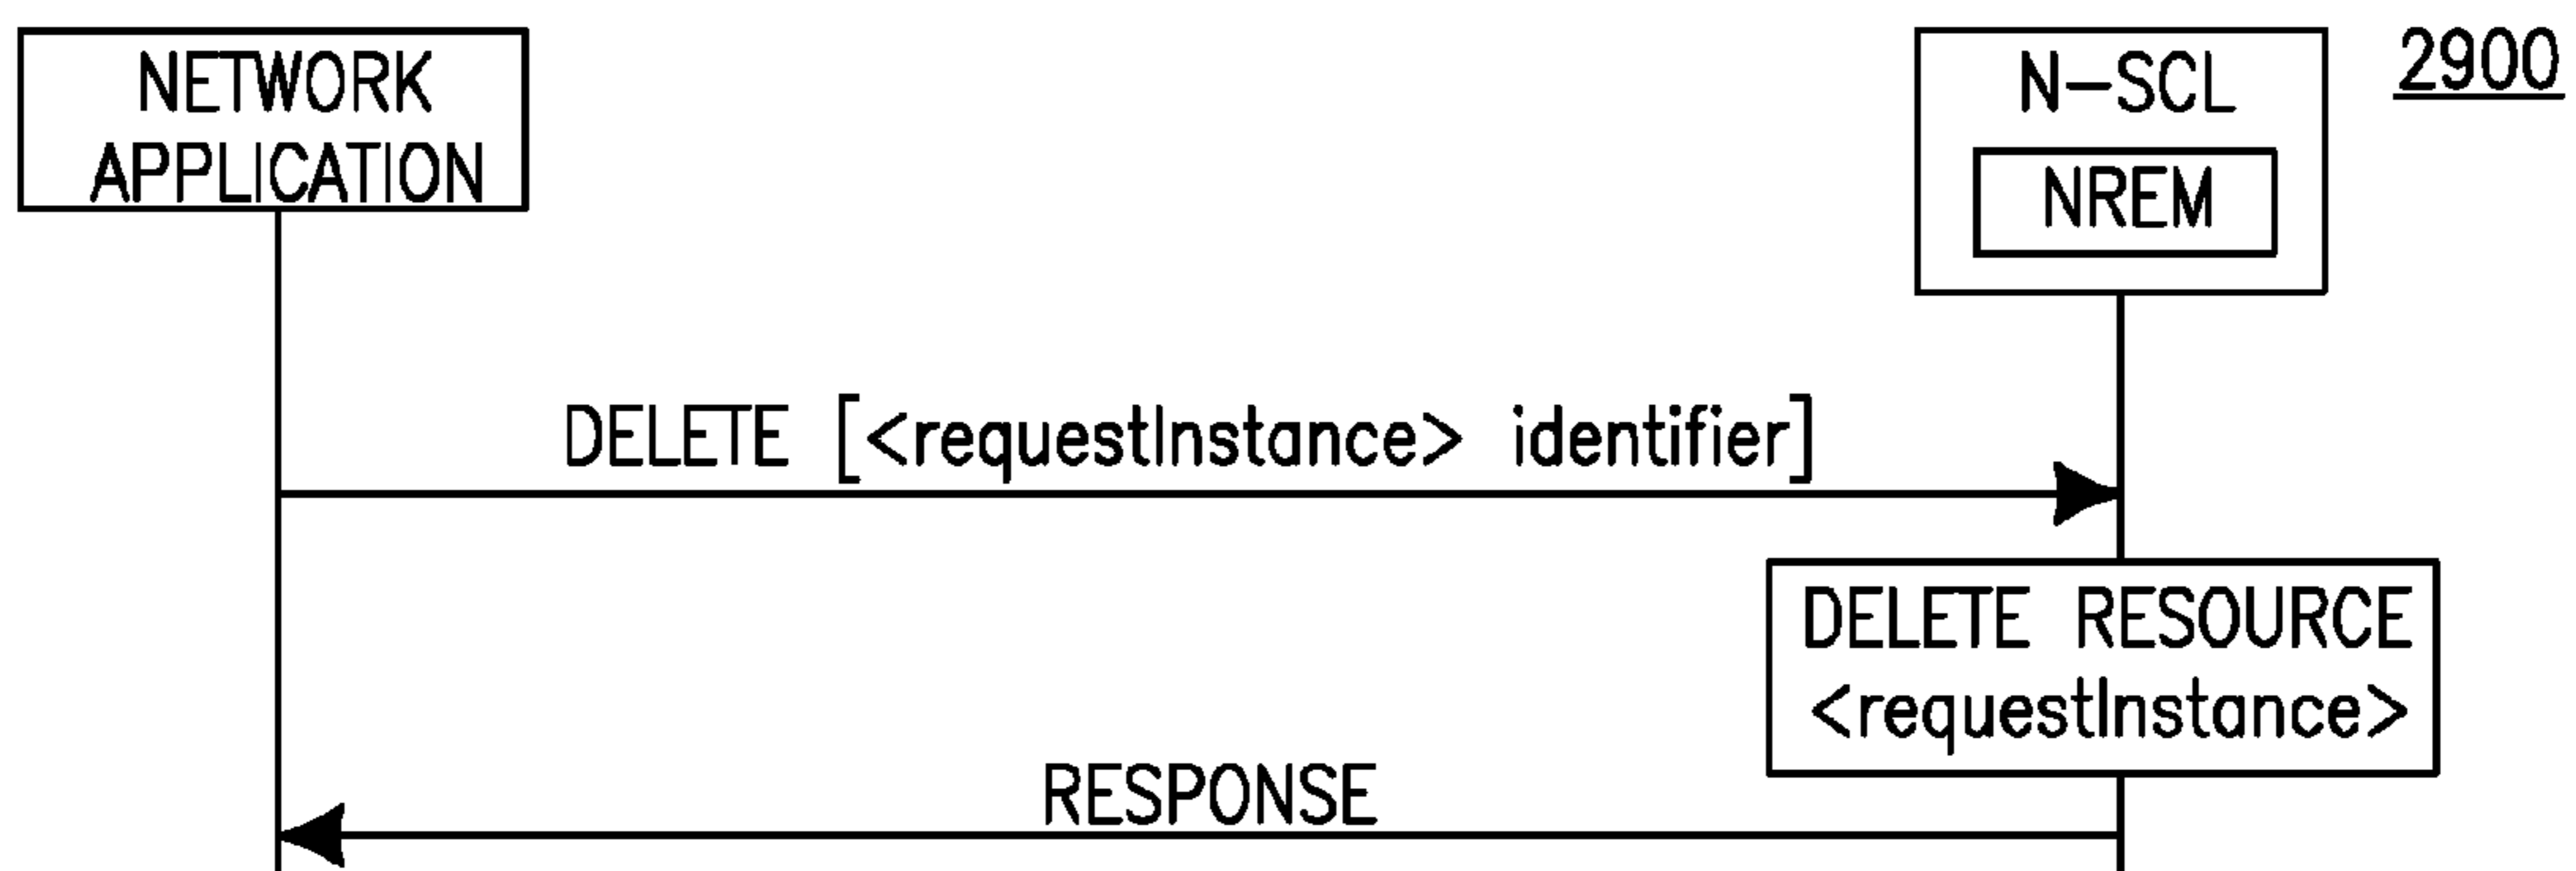 NETWORK
APPLICATION
N-SCL
NREM
2900
DELETE [<requestInstance> identifier]
DELETE RESOURCE
<requestInstance>
RESPONSE